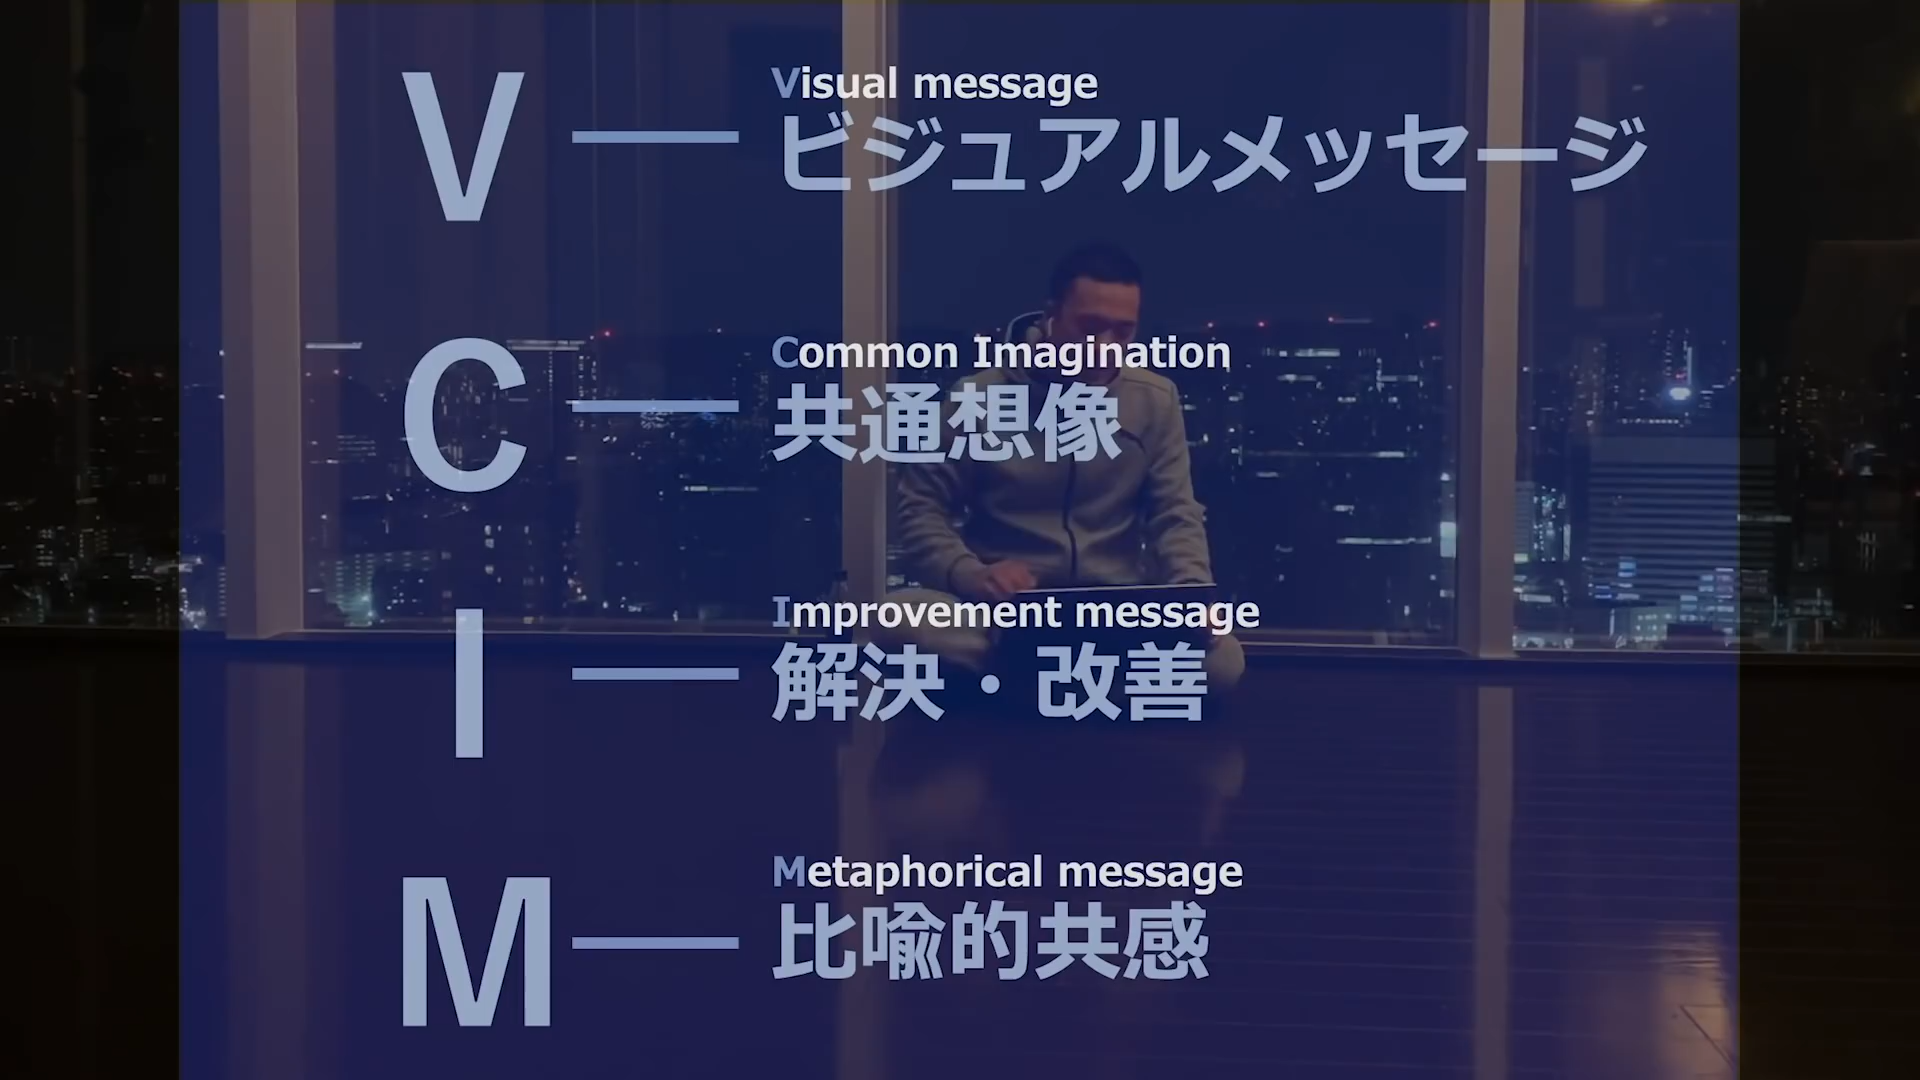 V
Visual message
ビジュアルメッセージ
C
Common Imagination
共通想像
I
Improvement message
解決・改善
M
Metaphorical message
比喩的共感